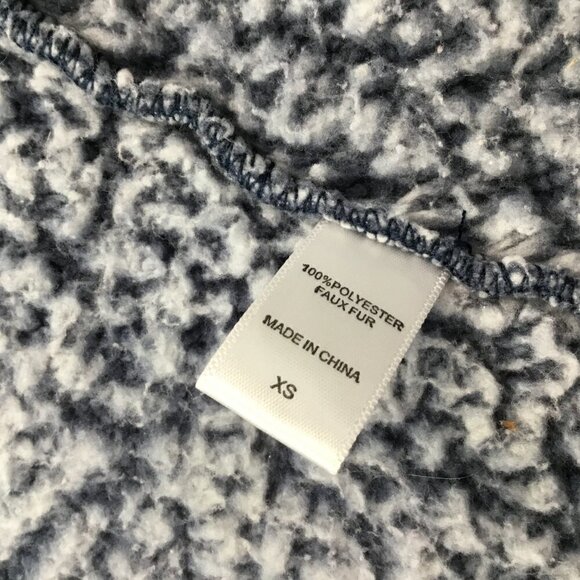 100%POLYESTER
FAUX FUR
MADE IN CHINA
XS